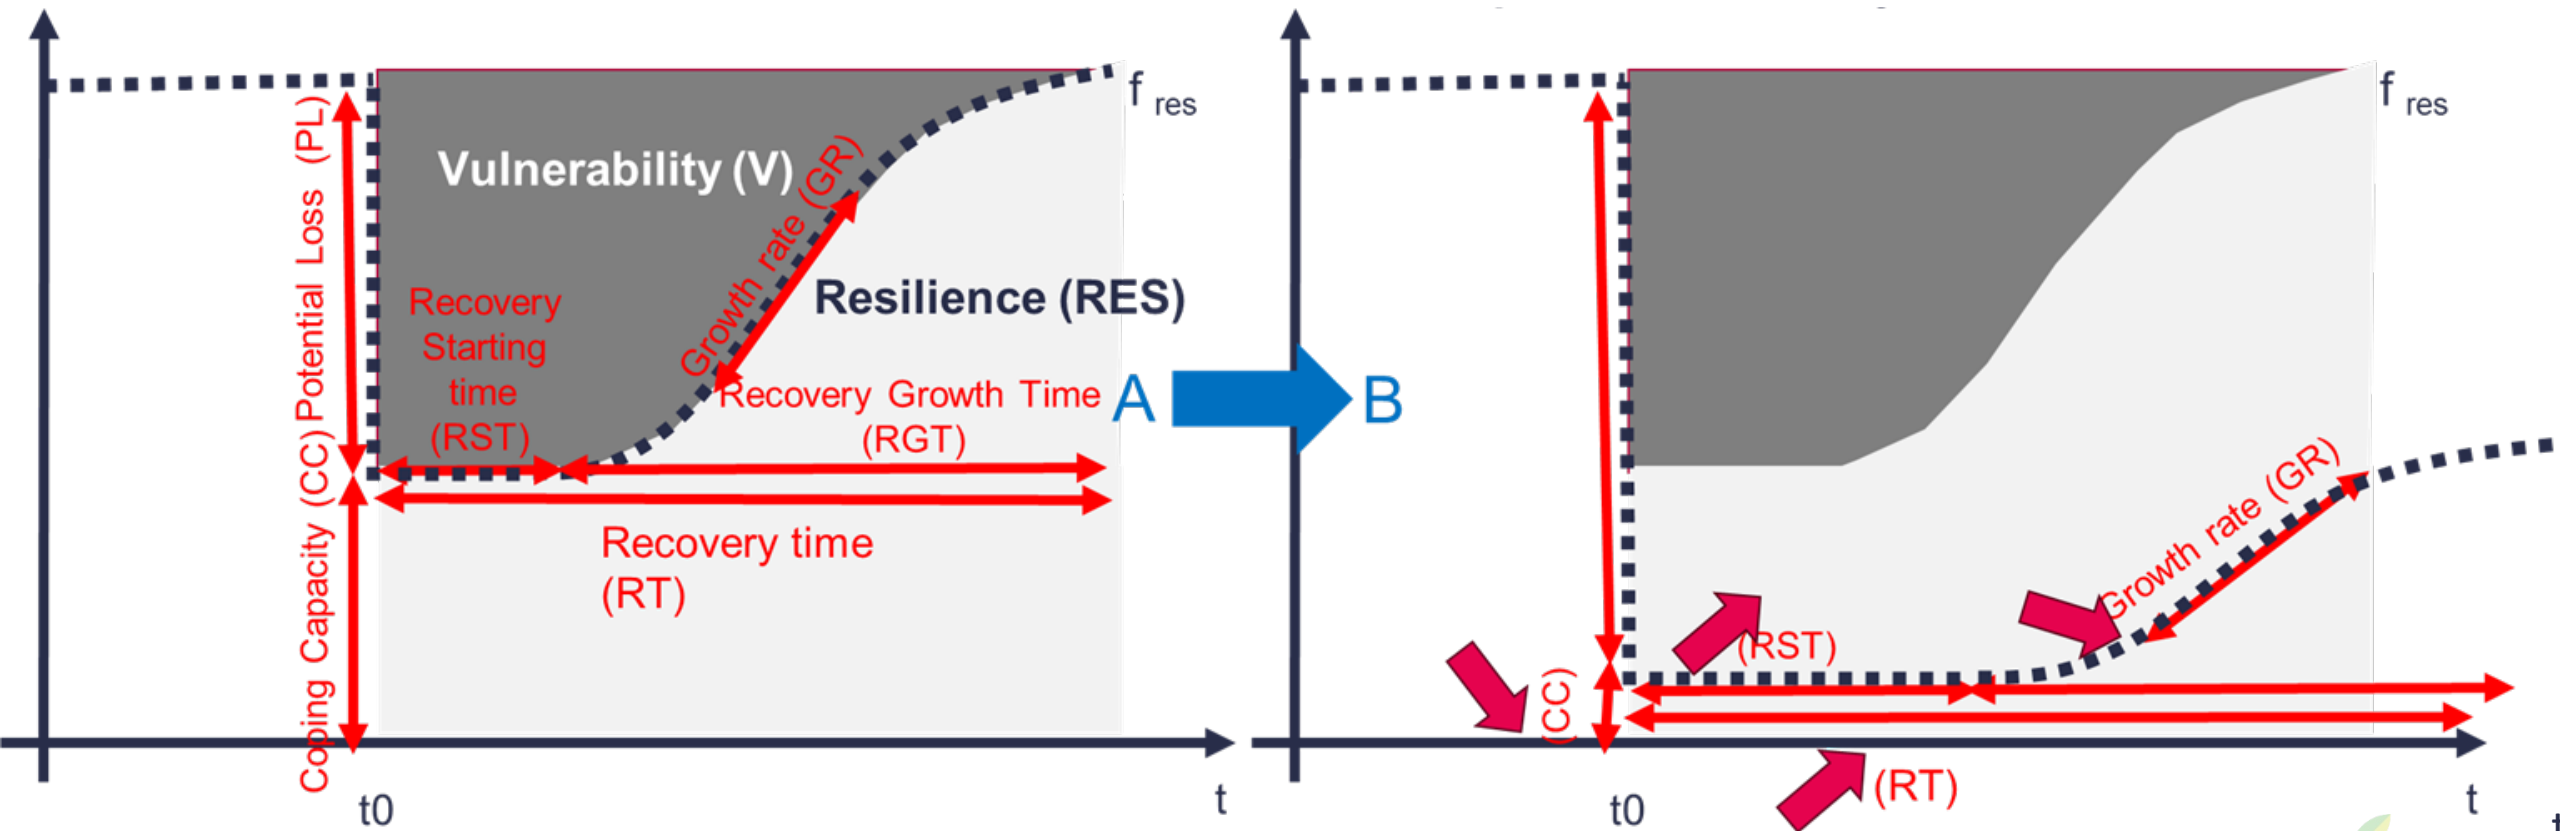 Potential Loss (PL)
Coping Capacity (CC)
Vulnerability (V)
Recovery
Starting
time
(RST)
Growth rate (GR)
f res
Resilience (RES)
Recovery Growth Time
(RGT)
Recovery time
(RT)
t0
t
A
B
f res
Growth rate (GR)
(RST)
(CC)
(RT)
t0
t
t